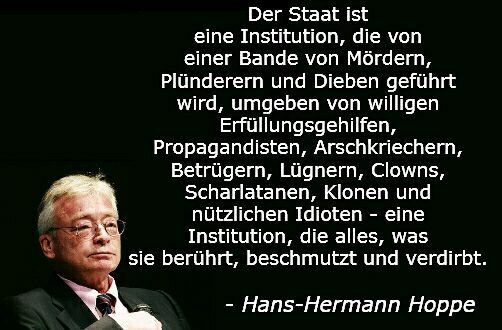 Der Staat ist
eine Institution, die von
einer Bande von Mördern,
Plünderern und Dieben geführt
wird, umgeben von willigen
Erfüllungsgehilfen,
Propagandisten, Arschkriechern,
Betrügern, Lügnern, Clowns,
Scharlatanen, Klonen und
nützlichen Idioten - eine
Institution, die alles, was
sie berührt, beschmutzt und verdirbt.
- Hans-Hermann Hoppe